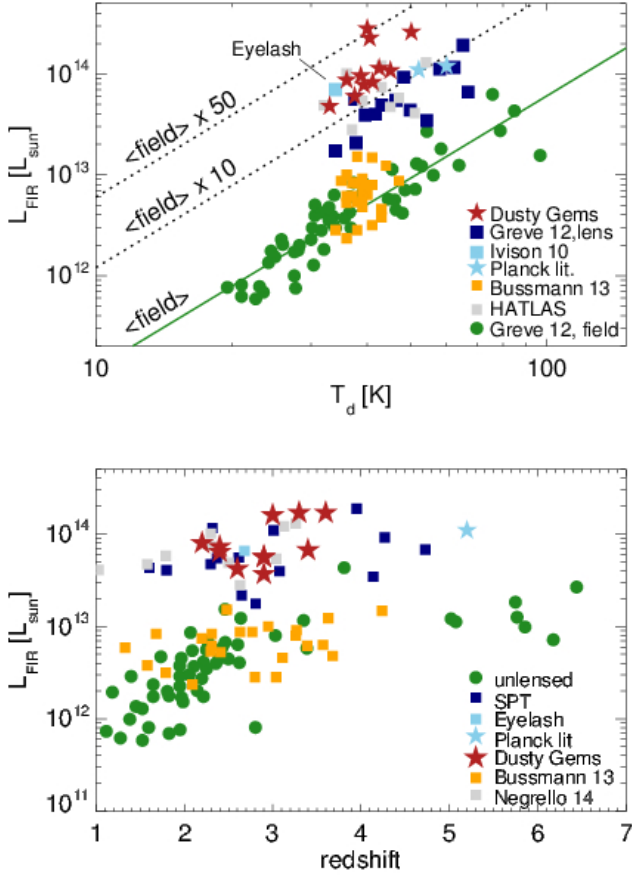 Eyelash
<field> x 50
<field> x 10
<field>
L_FIR [L_sun]
10^14
10^13
10^12
Dusty Gems
Greve 12,lens
Ivison 10
Planck lit.
Bussmann 13
HATLAS
Greve 12, field
10
100
T_d [K]
L_FIR [L_sun]
10^14
10^13
10^12
10^11
unlensed
SPT
Eyelash
Planck lit
Dusty Gems
Bussmann 13
Negrello 14
1 2 3 4 5 6 7
redshift